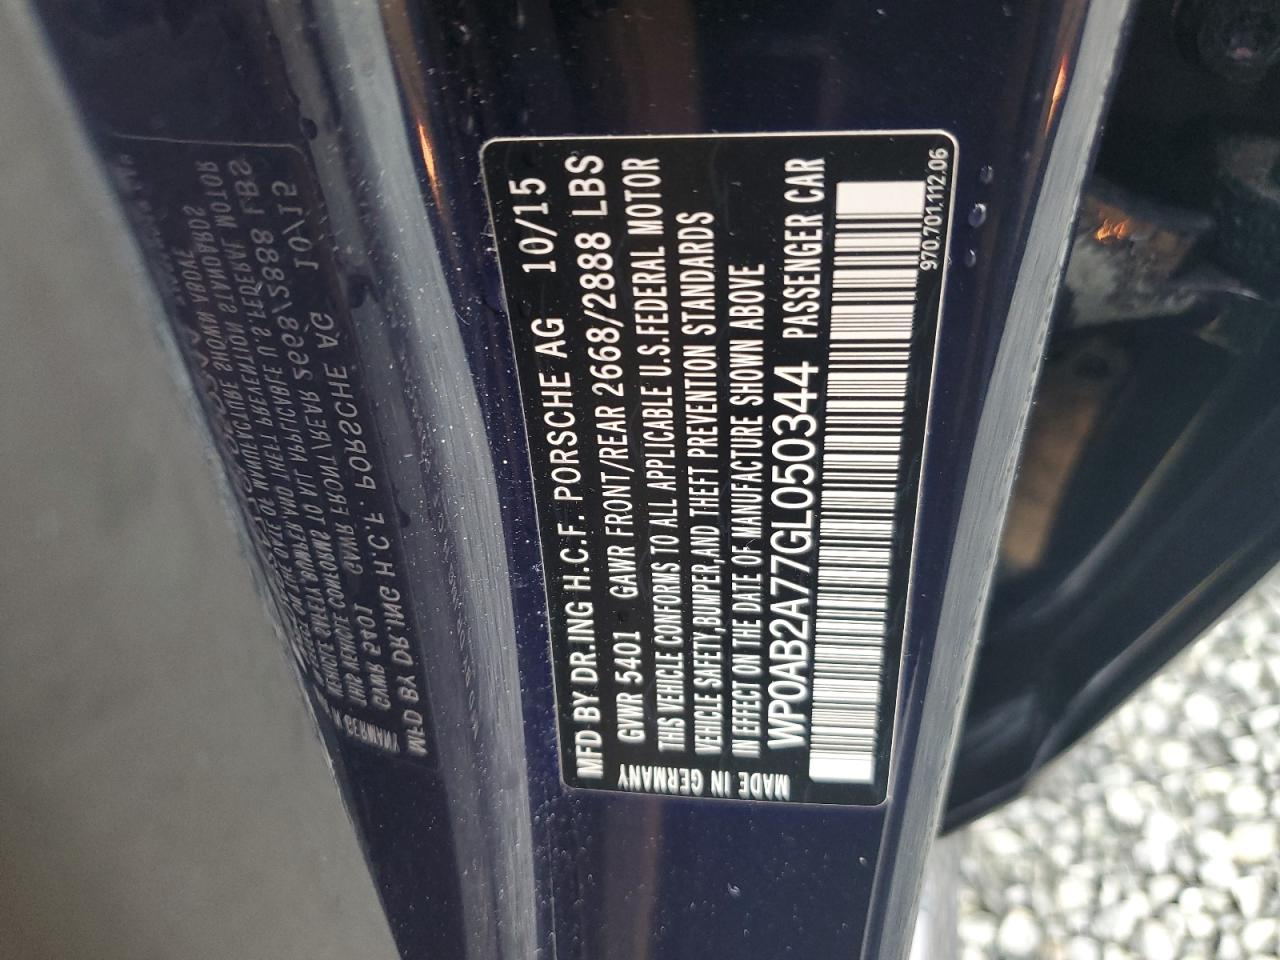 MFD BY DR.ING H.C.F. PORSCHE AG 10/15
GVWR 5401 GAWR FRONT/REAR 2668/2888 LBS
THIS VEHICLE CONFORMS TO ALL APPLICABLE U.S.FEDERAL MOTOR
VEHICLE SAFETY,BUMPER,AND THEFT PREVENTION STANDARDS
IN EFFECT ON THE DATE OF MANUFACTURE SHOWN ABOVE
WP0AB2A77GL050344 PASSENGER CAR
MADE IN GERMANY
970.701.112.06